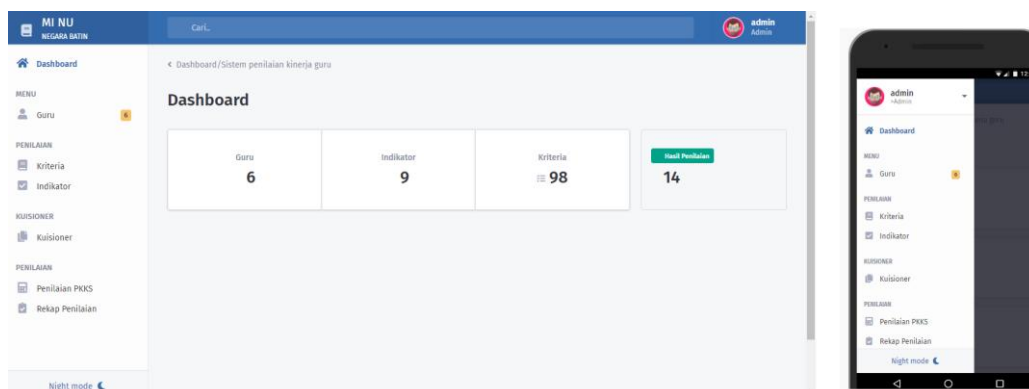 MI NU
NEGARA BATIN
Cari..
admin
Admin
Dashboard
MENU
Guru
6
PENILAIAN
Kriteria
Indikator
KUISIONER
Kuisioner
PENILAIAN
Penilaian PKKS
Rekap Penilaian
Night mode
< Dashboard/Sistem penilaian kinerja guru
Dashboard
Guru
6
Indikator
9
Kriteria
98
Hasil Penilaian
14
admin
Admin
Dashboard
MENU
Guru
6
PENILAIAN
Kriteria
Indikator
KUISIONER
Kuisioner
PENILAIAN
Penilaian PKKS
Rekap Penilaian
Night mode